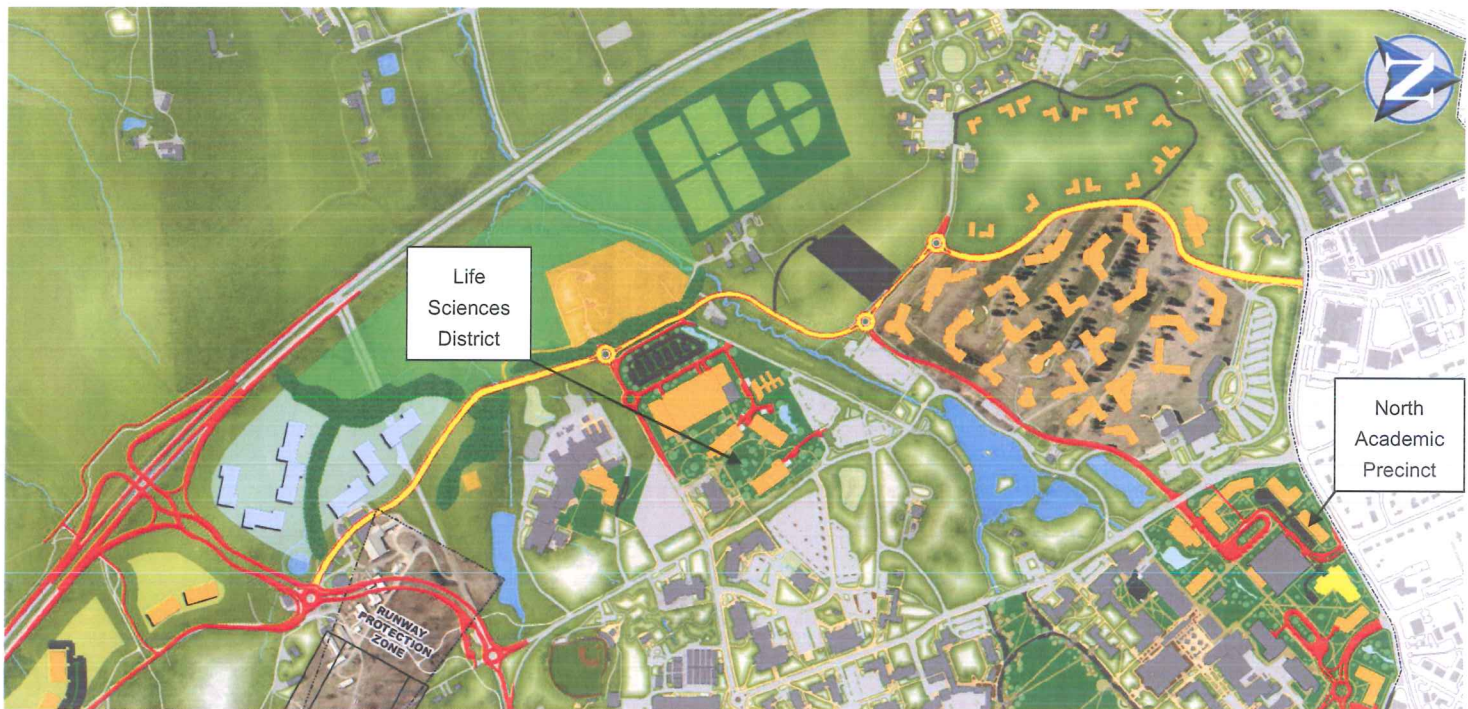 N
Life
Sciences
District
North
Academic
Precinct
RUNWAY
PROTECTION
ZONE